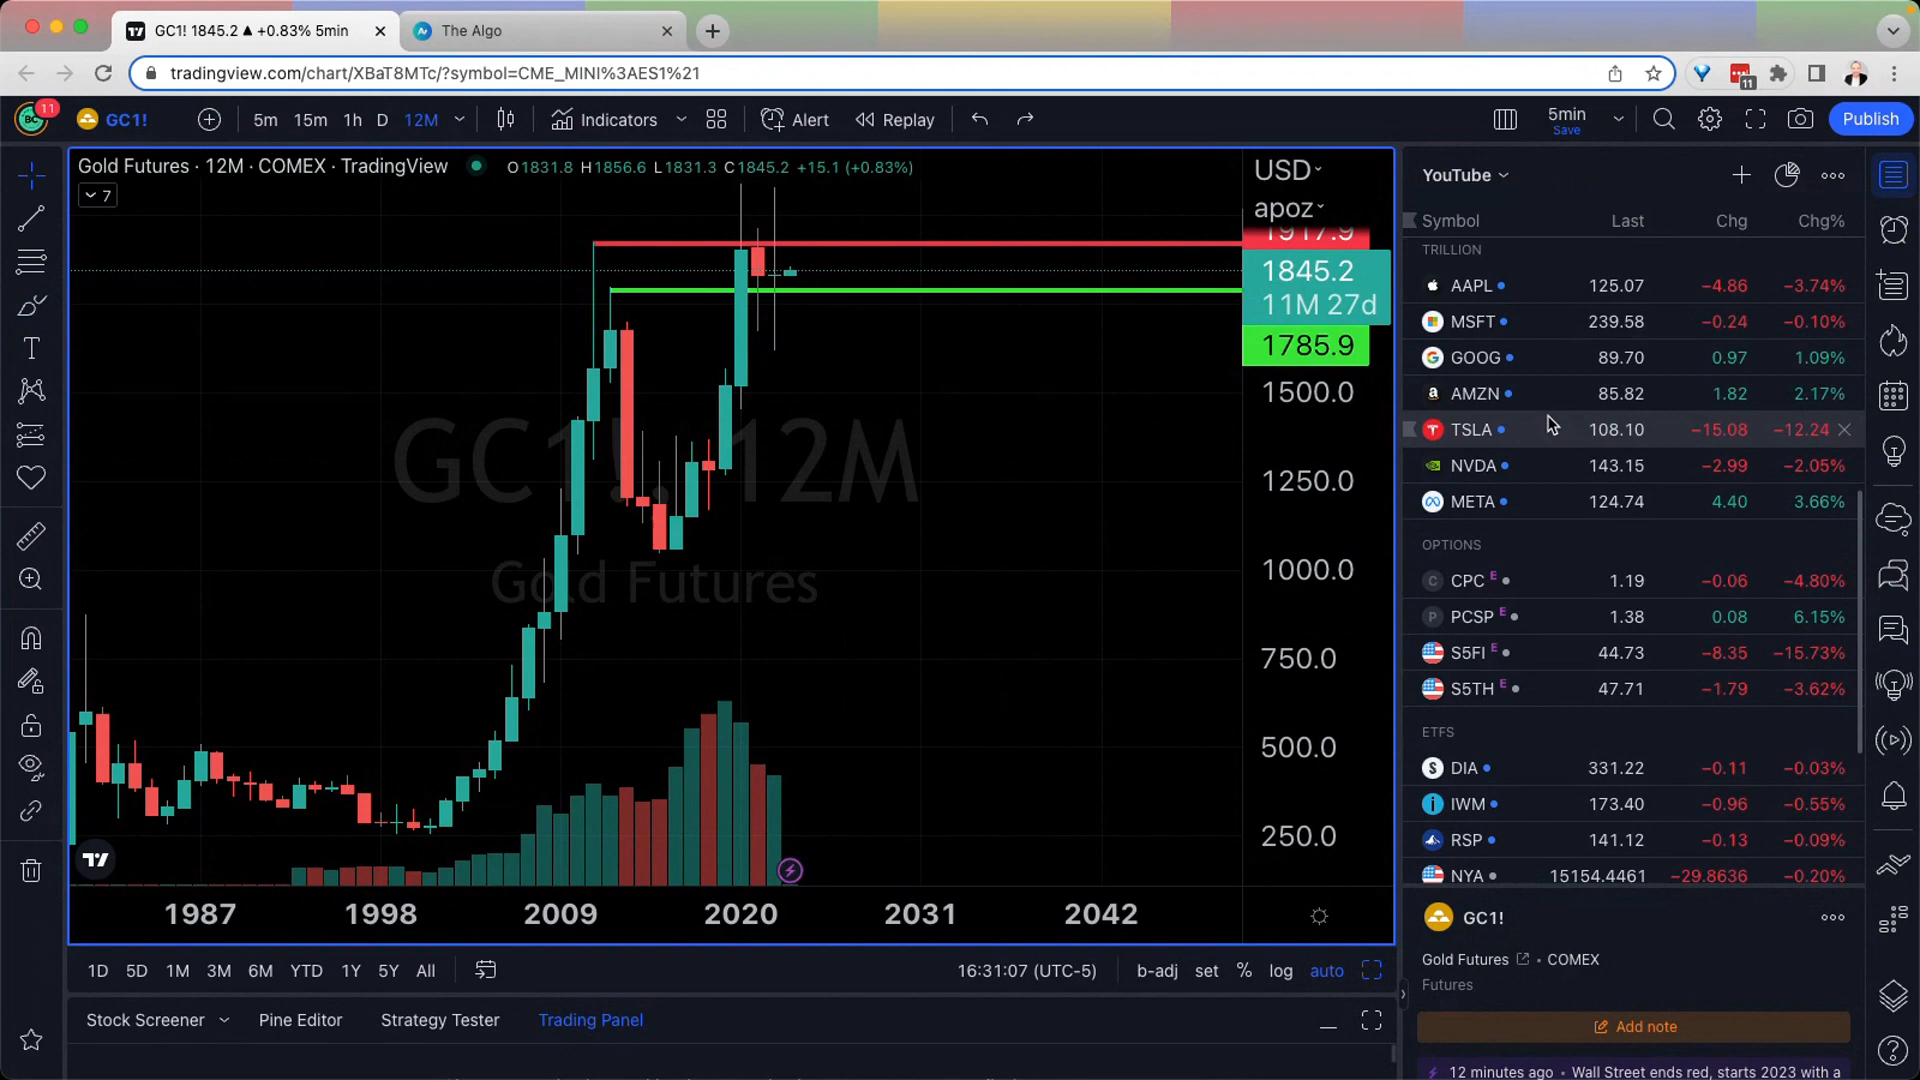 GC1! 1845.2 ▲ +0.83% 5min
The Algo
tradingview.com/chart/XBaT8MTc/?symbol=CME_MINI%3AES1%21
11
11
GC1!
5m 15m 1h D 12M
Indicators
Alert
Replay
5min
Save
Publish
Gold Futures · 12M · COMEX · TradingView
O1831.8 H1856.6 L1831.3 C1845.2 +15.1 (+0.83%)
7
USD
apoz
1917.9
1845.2
11M 27d
1785.9
1500.0
1250.0
1000.0
750.0
500.0
250.0
GC1!, 12M
Gold Futures
1987 1998 2009 2020 2031 2042
1D 5D 1M 3M 6M YTD 1Y 5Y All
16:31:07 (UTC-5)
b-adj set % log auto
Stock Screener
Pine Editor
Strategy Tester
Trading Panel
YouTube
Symbol Last Chg Chg%
TRILLION
AAPL 125.07 −4.86 −3.74%
MSFT 239.58 −0.24 −0.10%
GOOG 89.70 0.97 1.09%
AMZN 85.82 1.82 2.17%
TSLA 108.10 −15.08 −12.24
NVDA 143.15 −2.99 −2.05%
META 124.74 4.40 3.66%
OPTIONS
CPC E 1.19 −0.06 −4.80%
PCSP E 1.38 0.08 6.15%
S5FI E 44.73 −8.35 −15.73%
S5TH E 47.71 −1.79 −3.62%
ETFS
DIA 331.22 −0.11 −0.03%
IWM 173.40 −0.96 −0.55%
RSP 141.12 −0.13 −0.09%
NYA 15154.4461 −29.8636 −0.20%
GC1!
Gold Futures • COMEX
Futures
Add note
12 minutes ago • Wall Street ends red, starts 2023 with a